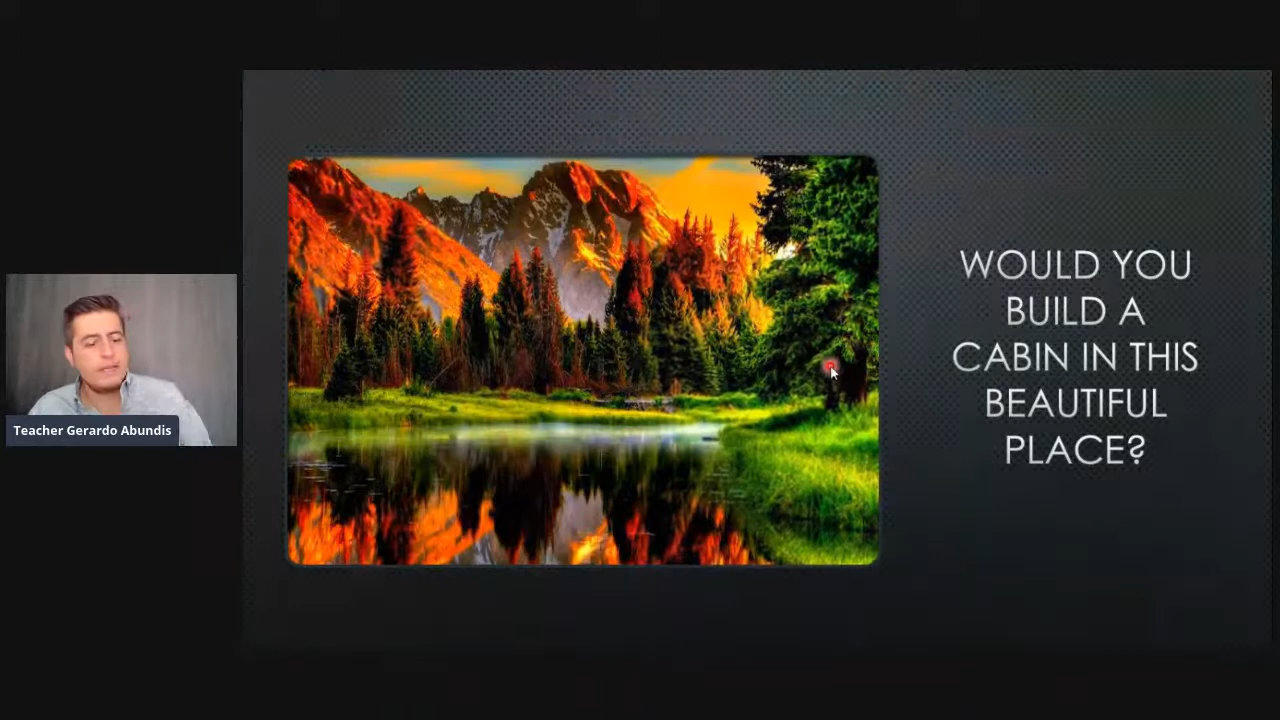 Teacher Gerardo Abundis
WOULD YOU
BUILD A
CABIN IN THIS
BEAUTIFUL
PLACE?